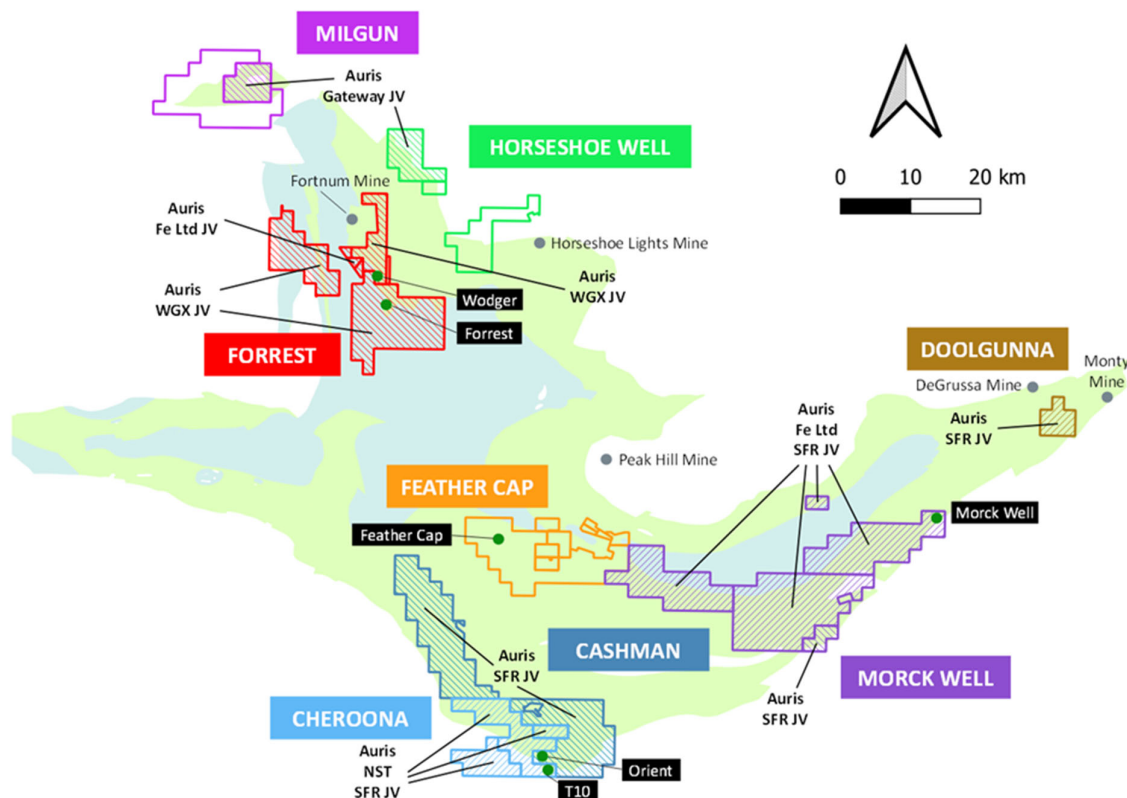 MILGUN
Auris
Gateway JV
HORSESHOE WELL
0 10 20 km
Fortnum Mine
Auris
Fe Ltd JV
Horseshoe Lights Mine
Auris
WGX JV
Auris
WGX JV
Wodger
Forrest
FORREST
DOOLGUNNA
Monty
Mine
DeGrussa Mine
Auris
Fe Ltd
SFR JV
Auris
SFR JV
Peak Hill Mine
FEATHER CAP
Feather Cap
Morck Well
Auris
SFR JV
CASHMAN
MORCK WELL
Auris
SFR JV
CHEROONA
Auris
NST
SFR JV
Orient
T10